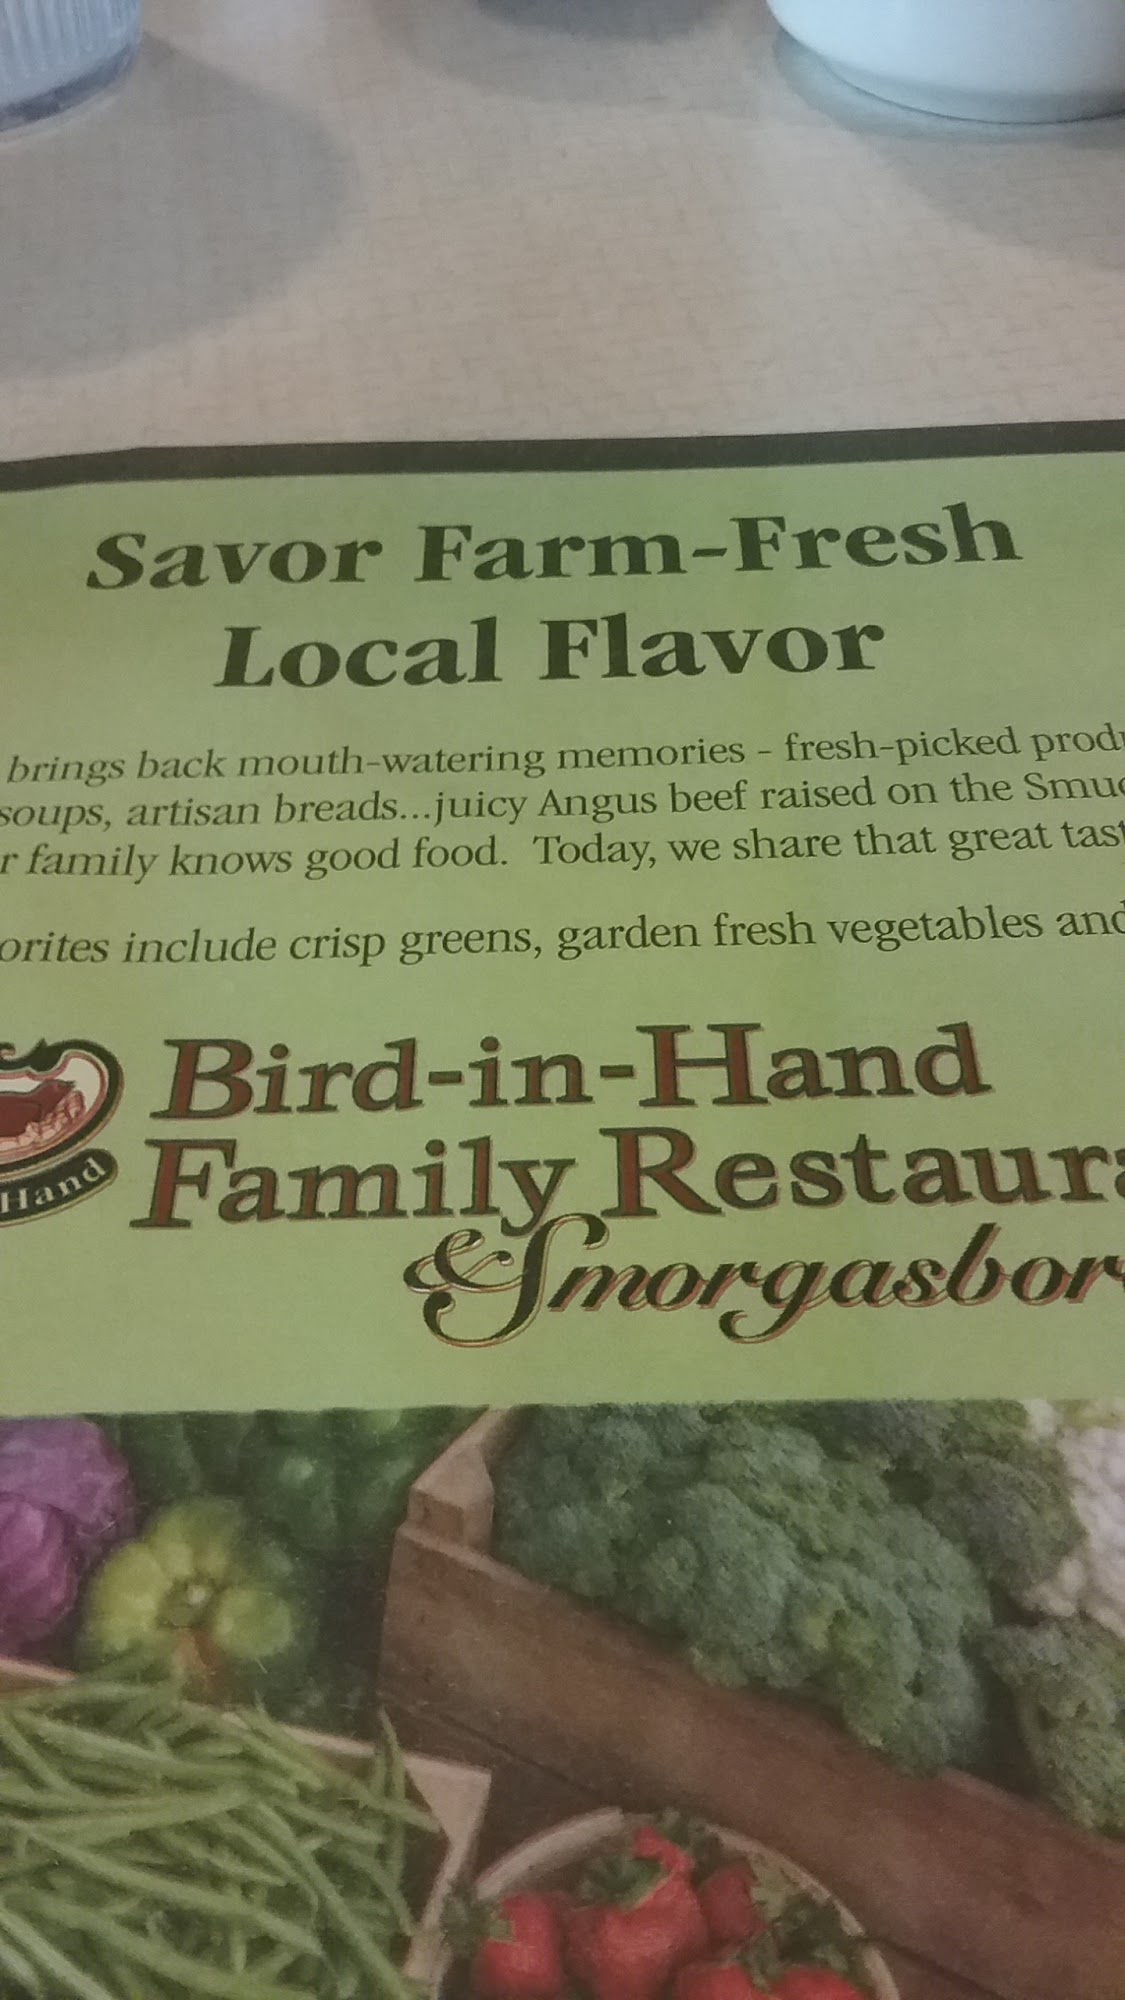 Savor Farm-Fresh
Local Flavor
brings back mouth-watering memories - fresh-picked
soups, artisan breads...juicy Angus beef raised on the
family knows good food. Today, we share that great
include crisp greens, garden fresh vegetables and
Hand
Bird-in-Hand
Family
&